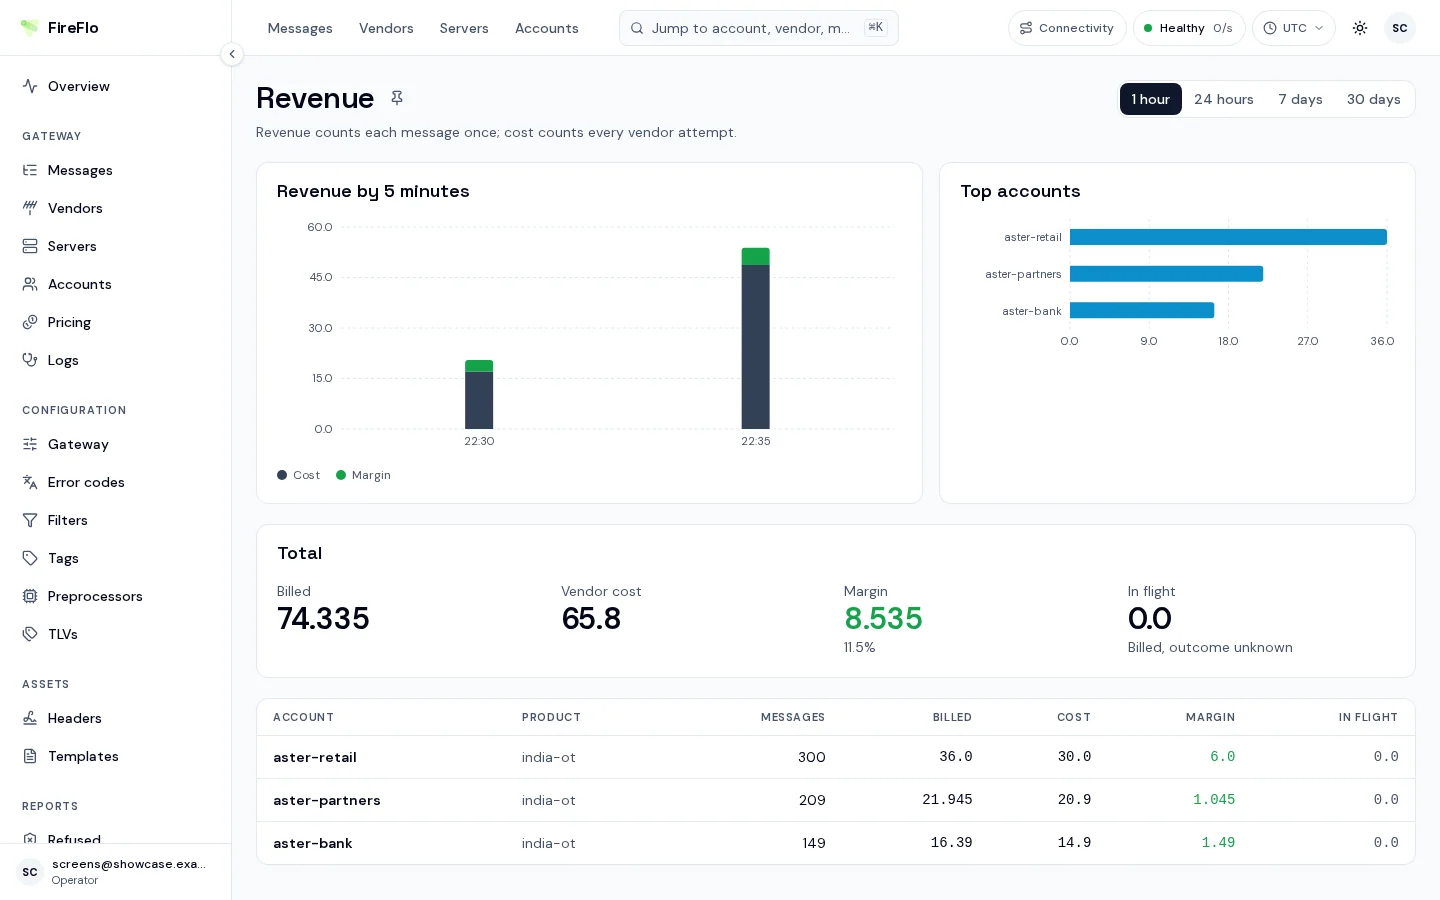 FireFlo
Messages
Vendors
Servers
Accounts
Jump to account, vendor, m...
⌘K
Connectivity
Healthy 0/s
UTC
SC
Overview
GATEWAY
Messages
Vendors
Servers
Accounts
Pricing
Logs
CONFIGURATION
Gateway
Error codes
Filters
Tags
Preprocessors
TLVs
ASSETS
Headers
Templates
REPORTS
Refused
SC
screens@showcase.exa...
Operator
Revenue
1 hour
24 hours
7 days
30 days
Revenue counts each message once; cost counts every vendor attempt.
Revenue by 5 minutes
60.0
45.0
30.0
15.0
0.0
22:30
22:35
Cost
Margin
Top accounts
aster-retail
aster-partners
aster-bank
0.0
9.0
18.0
27.0
36.0
Total
Billed
74.335
Vendor cost
65.8
Margin
8.535
11.5%
In flight
0.0
Billed, outcome unknown
ACCOUNT PRODUCT MESSAGES BILLED COST MARGIN IN FLIGHT
aster-retail india-ot 300 36.0 30.0 6.0 0.0
aster-partners india-ot 209 21.945 20.9 1.045 0.0
aster-bank india-ot 149 16.39 14.9 1.49 0.0